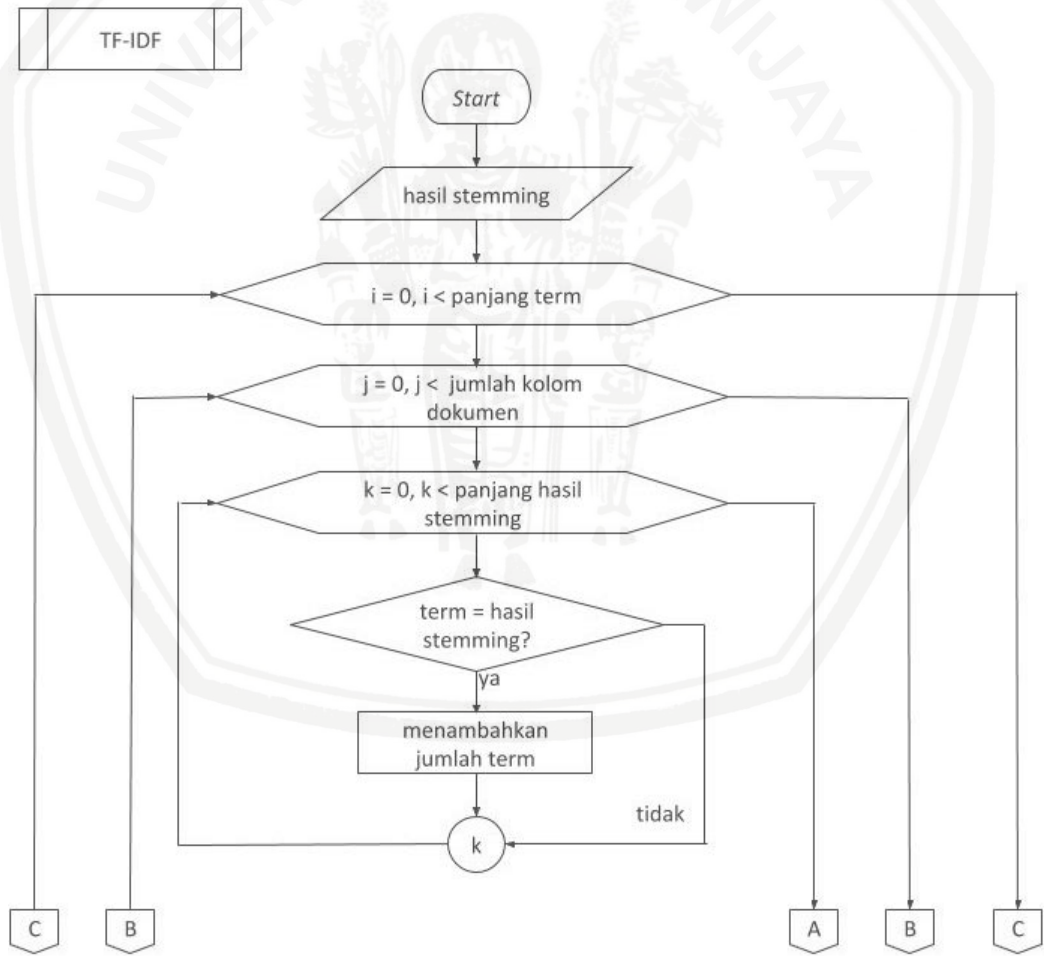 TF-IDF
Start
hasil stemming
i = 0, i < panjang term
j = 0, j < jumlah kolom
dokumen
k = 0, k < panjang hasil
stemming
term = hasil
stemming?
ya
menambahkan
jumlah term
tidak
k
C
B
A
B
C